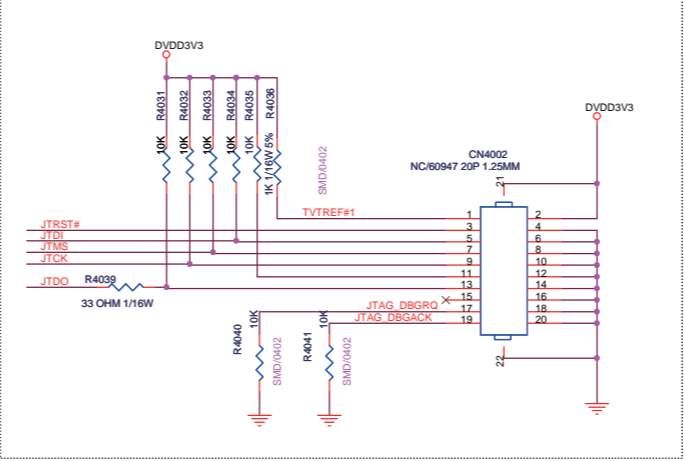 DVDD3V3
R4031
R4032
R4033
R4034
R4035
R4036
10K
10K
10K
10K
10K
1K 1/16W 5%
SMD/0402
DVDD3V3
CN4002
NC/60947 20P 1.25MM
21
TVTREF#1
1
2
JTRST#
3
4
JTDI
5
6
JTMS
7
8
JTCK
9
10
11
12
JTDO
R4039
33 OHM 1/16W
13
14
15
16
JTAG_DBGRQ
17
18
JTAG_DBGACK
19
20
22
R4040
10K
SMD/0402
R4041
10K
SMD/0402